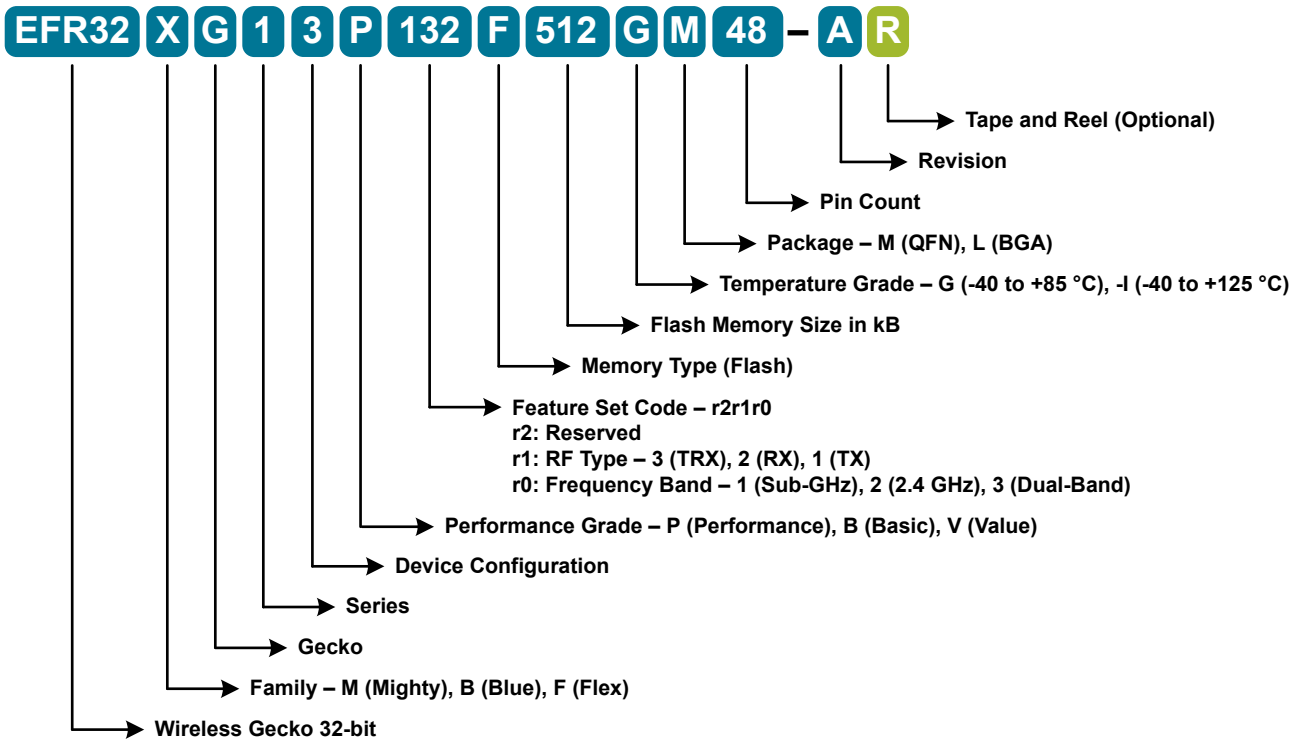 EFR32 X G 1 3 P 132 F 512 G M 48 – A R
Tape and Reel (Optional)
Revision
Pin Count
Package – M (QFN), L (BGA)
Temperature Grade – G (-40 to +85 °C), -I (-40 to +125 °C)
Flash Memory Size in kB
Memory Type (Flash)
Feature Set Code – r2r1r0
r2: Reserved
r1: RF Type – 3 (TRX), 2 (RX), 1 (TX)
r0: Frequency Band – 1 (Sub-GHz), 2 (2.4 GHz), 3 (Dual-Band)
Performance Grade – P (Performance), B (Basic), V (Value)
Device Configuration
Series
Gecko
Family – M (Mighty), B (Blue), F (Flex)
Wireless Gecko 32-bit